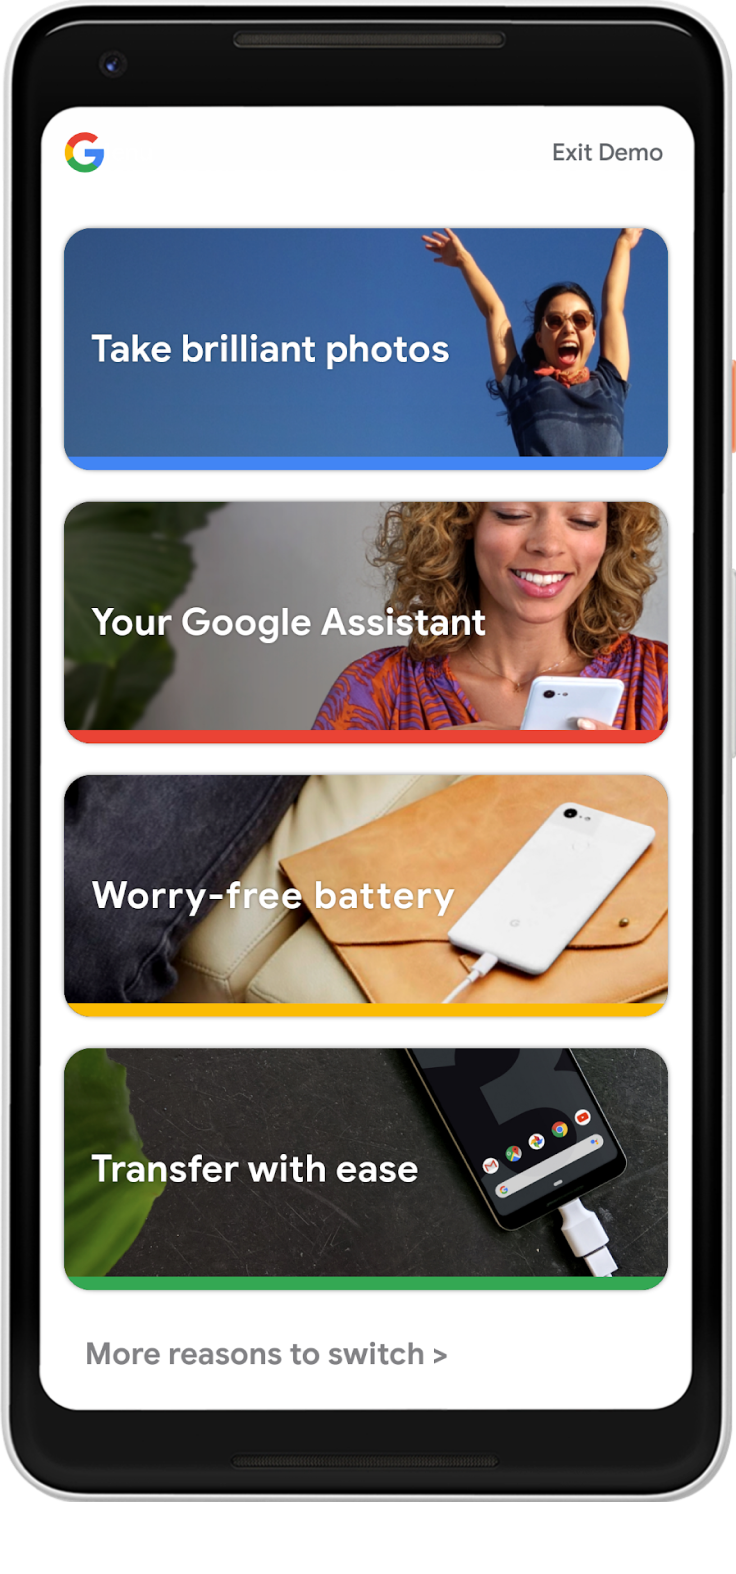 Exit Demo
Take brilliant photos
Your Google Assistant
Worry-free battery
Transfer with ease
More reasons to switch >